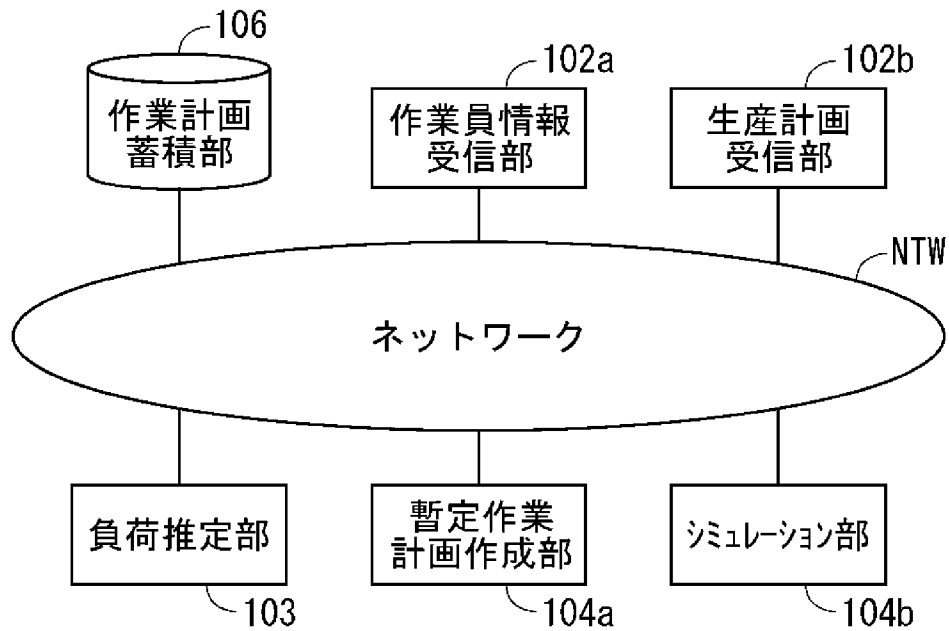 106
作業計画
蓄積部
102a
作業員情報
受信部
102b
生産計画
受信部
NTW
ネットワーク
負荷推定部
103
暫定作業
計画作成部
104a
シミュレーション部
104b